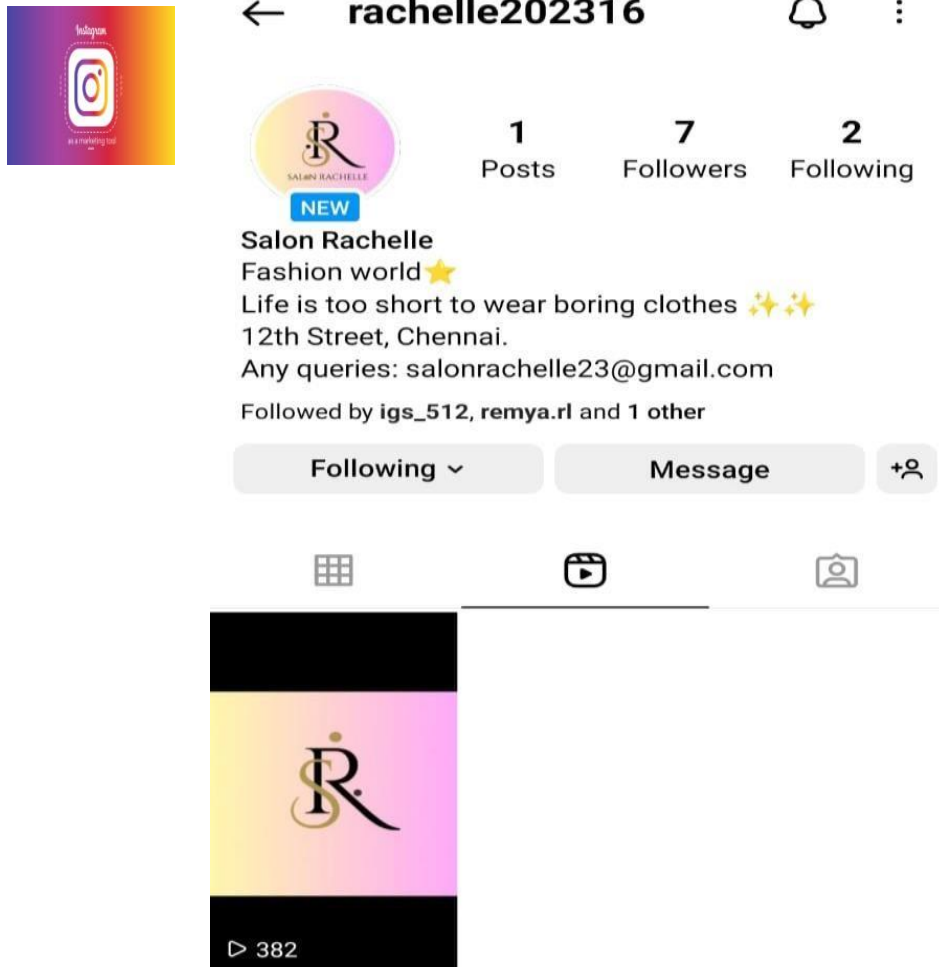 Instagram
as a marketing tool
rachelle202316
SR
SALON RACHELLE
NEW
1 7 2
Posts Followers Following
Salon Rachelle
Fashion world⭐
Life is too short to wear boring clothes ✨✨
12th Street, Chennai.
Any queries: salonrachelle23@gmail.com
Followed by igs_512, remya.rl and 1 other
Following Message
SR
382